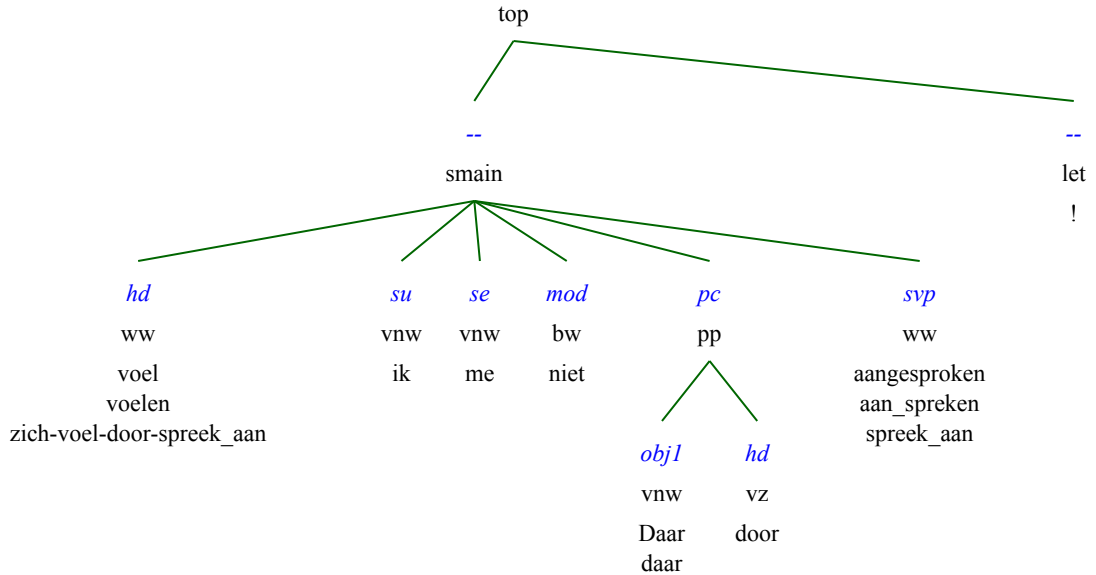 top
-- --
smain let
!
hd su se mod pc svp
ww vnw vnw bw pp ww
voel ik me niet aangesproken
voelen aan_spreken
zich-voel-door-spreek_aan spreek_aan
obj1 hd
vnw vz
Daar door
daar